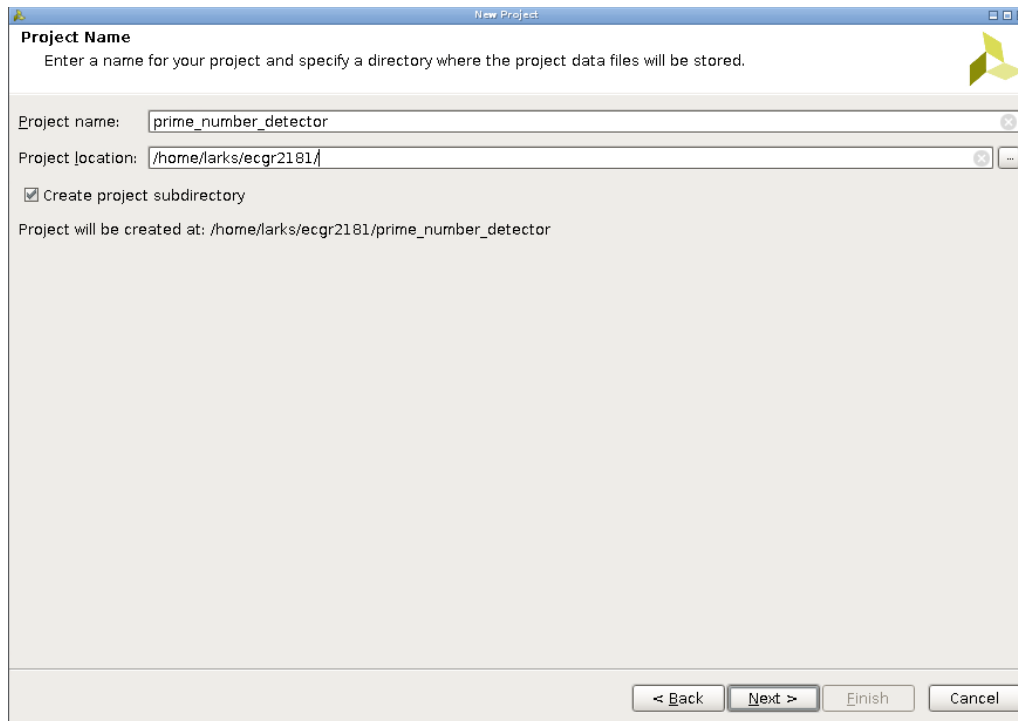 New Project
Project Name
Enter a name for your project and specify a directory where the project data files will be stored.
Project name: prime_number_detector
Project location: /home/larks/ecgr2181/ ...
Create project subdirectory
Project will be created at: /home/larks/ecgr2181/prime_number_detector
< Back Next > Finish Cancel